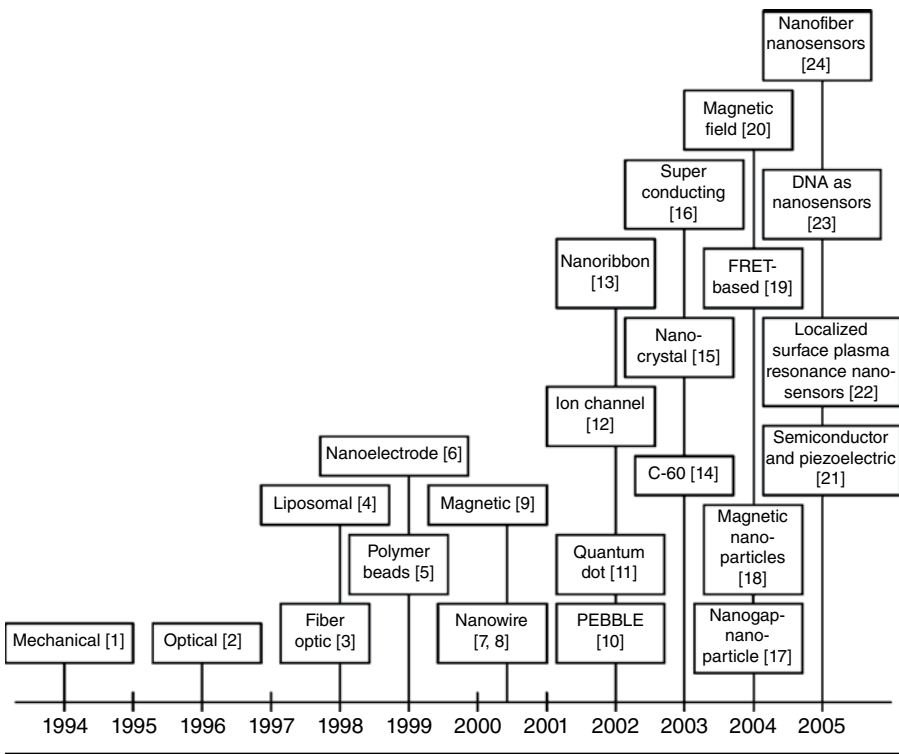 Nanofiber
nanosensors
[24]
Magnetic
field [20]
Super
conducting
[16]
DNA as
nanosensors
[23]
Nanoribbon
[13]
FRET-
based [19]
Nano-
crystal [15]
Localized
surface plasma
resonance nano-
sensors [22]
Ion channel
[12]
Nanoelectrode [6]
Semiconductor
and piezoelectric
[21]
C-60 [14]
Liposomal [4]
Magnetic [9]
Magnetic
nano-
particles
[18]
Polymer
beads [5]
Quantum
dot [11]
Mechanical [1]
Optical [2]
Fiber
optic [3]
Nanowire
[7, 8]
PEBBLE
[10]
Nanogap-
nano-
particle [17]
1994 1995 1996 1997 1998 1999 2000 2001 2002 2003 2004 2005